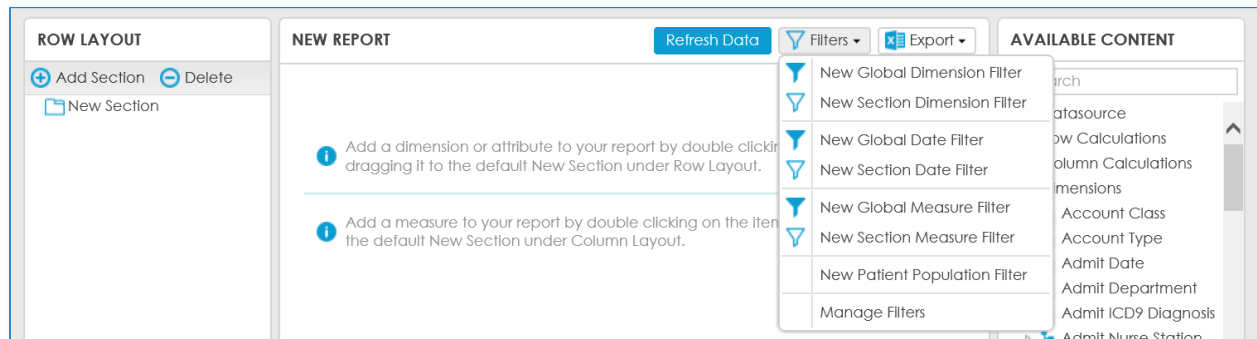 ROW LAYOUT
Add Section Delete
New Section
NEW REPORT
Refresh Data Filters Export
Add a dimension or attribute to your report by double
dragging it to the default New Section under Row Layout.
Add a measure to your report by double clicking on the
the default New Section under Column Layout.
New Global Dimension Filter
New Section Dimension Filter
New Global Date Filter
New Section Date Filter
New Global Measure Filter
New Section Measure Filter
New Patient Population Filter
Manage Filters
AVAILABLE CONTENT
Calculations
Calculations
Account Class
Account Type
Admit Date
Admit Department
Admit ICD9 Diagnosis
Admit Nurse Station